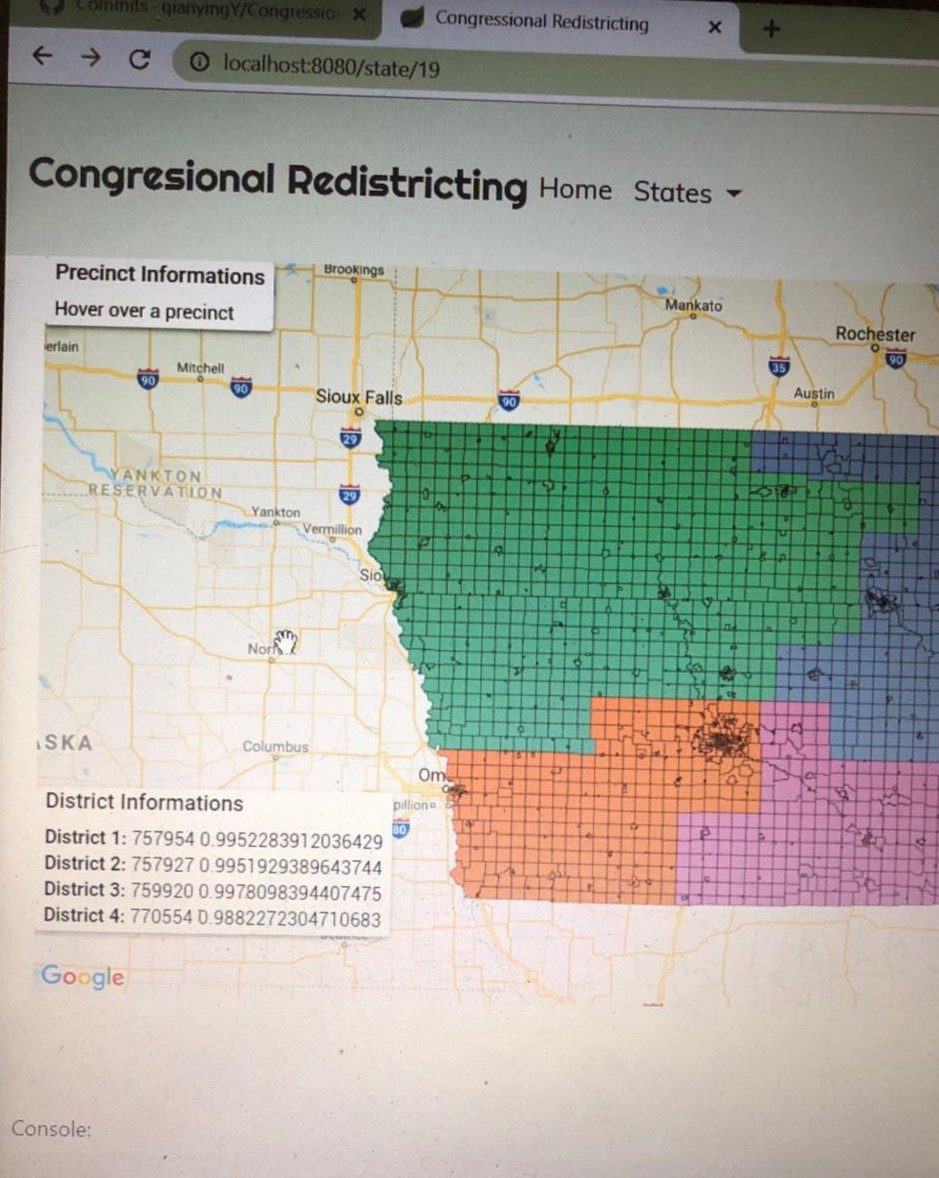 Commits · qianyingY/Congressio
Congressional Redistricting
localhost:8080/state/19
Congresional Redistricting Home States
Precinct Informations
Hover over a precinct
Brookings
Mankato
Rochester
erlain
Mitchell
90
90
35
90
Austin
Sioux Falls
90
29
YANKTON
RESERVATION
29
Yankton
Vermillion
Sio
Norf
SKA
Columbus
Om
pillion
80
District Informations
District 1: 757954 0.9952283912036429
District 2: 757927 0.9951929389643744
District 3: 759920 0.9978098394407475
District 4: 770554 0.9882272304710683
Google
Console: